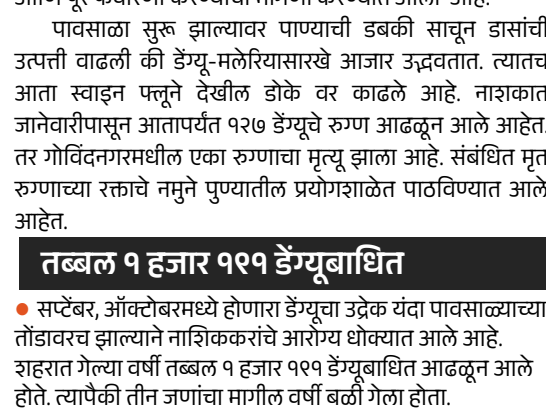 पावसाळा सुरू झाल्यावर पाण्याची डबकी साचून डासांची
उत्पत्ती वाढली की डेंग्यू-मलेरियासारखे आजार उद्भवतात. त्यातच
आता स्वाइन फ्लूने देखील डोके वर काढले आहे. नाशकात
जानेवारीपासून आतापर्यंत १२७ डेंग्यूचे रुग्ण आढळून आले आहेत.
तर गोविंदनगरमधील एका रुग्णाचा मृत्यू झाला आहे. संबंधित मृत
रुग्णाच्या रक्ताचे नमुने पुण्यातील प्रयोगशाळेत पाठविण्यात आले
आहेत.
तब्बल १ हजार १९१ डेंग्यूबाधित
● सप्टेंबर, ऑक्टोबरमध्ये होणारा डेंग्यूचा उद्रेक यंदा पावसाळ्याच्या
तोंडावरच झाल्याने नाशिककरांचे आरोग्य धोक्यात आले आहे.
शहरात गेल्या वर्षी तब्बल १ हजार १९१ डेंग्यूबाधित आढळून आले
होते. त्यापैकी तीन जणांचा मागील वर्षी बळी गेला होता.